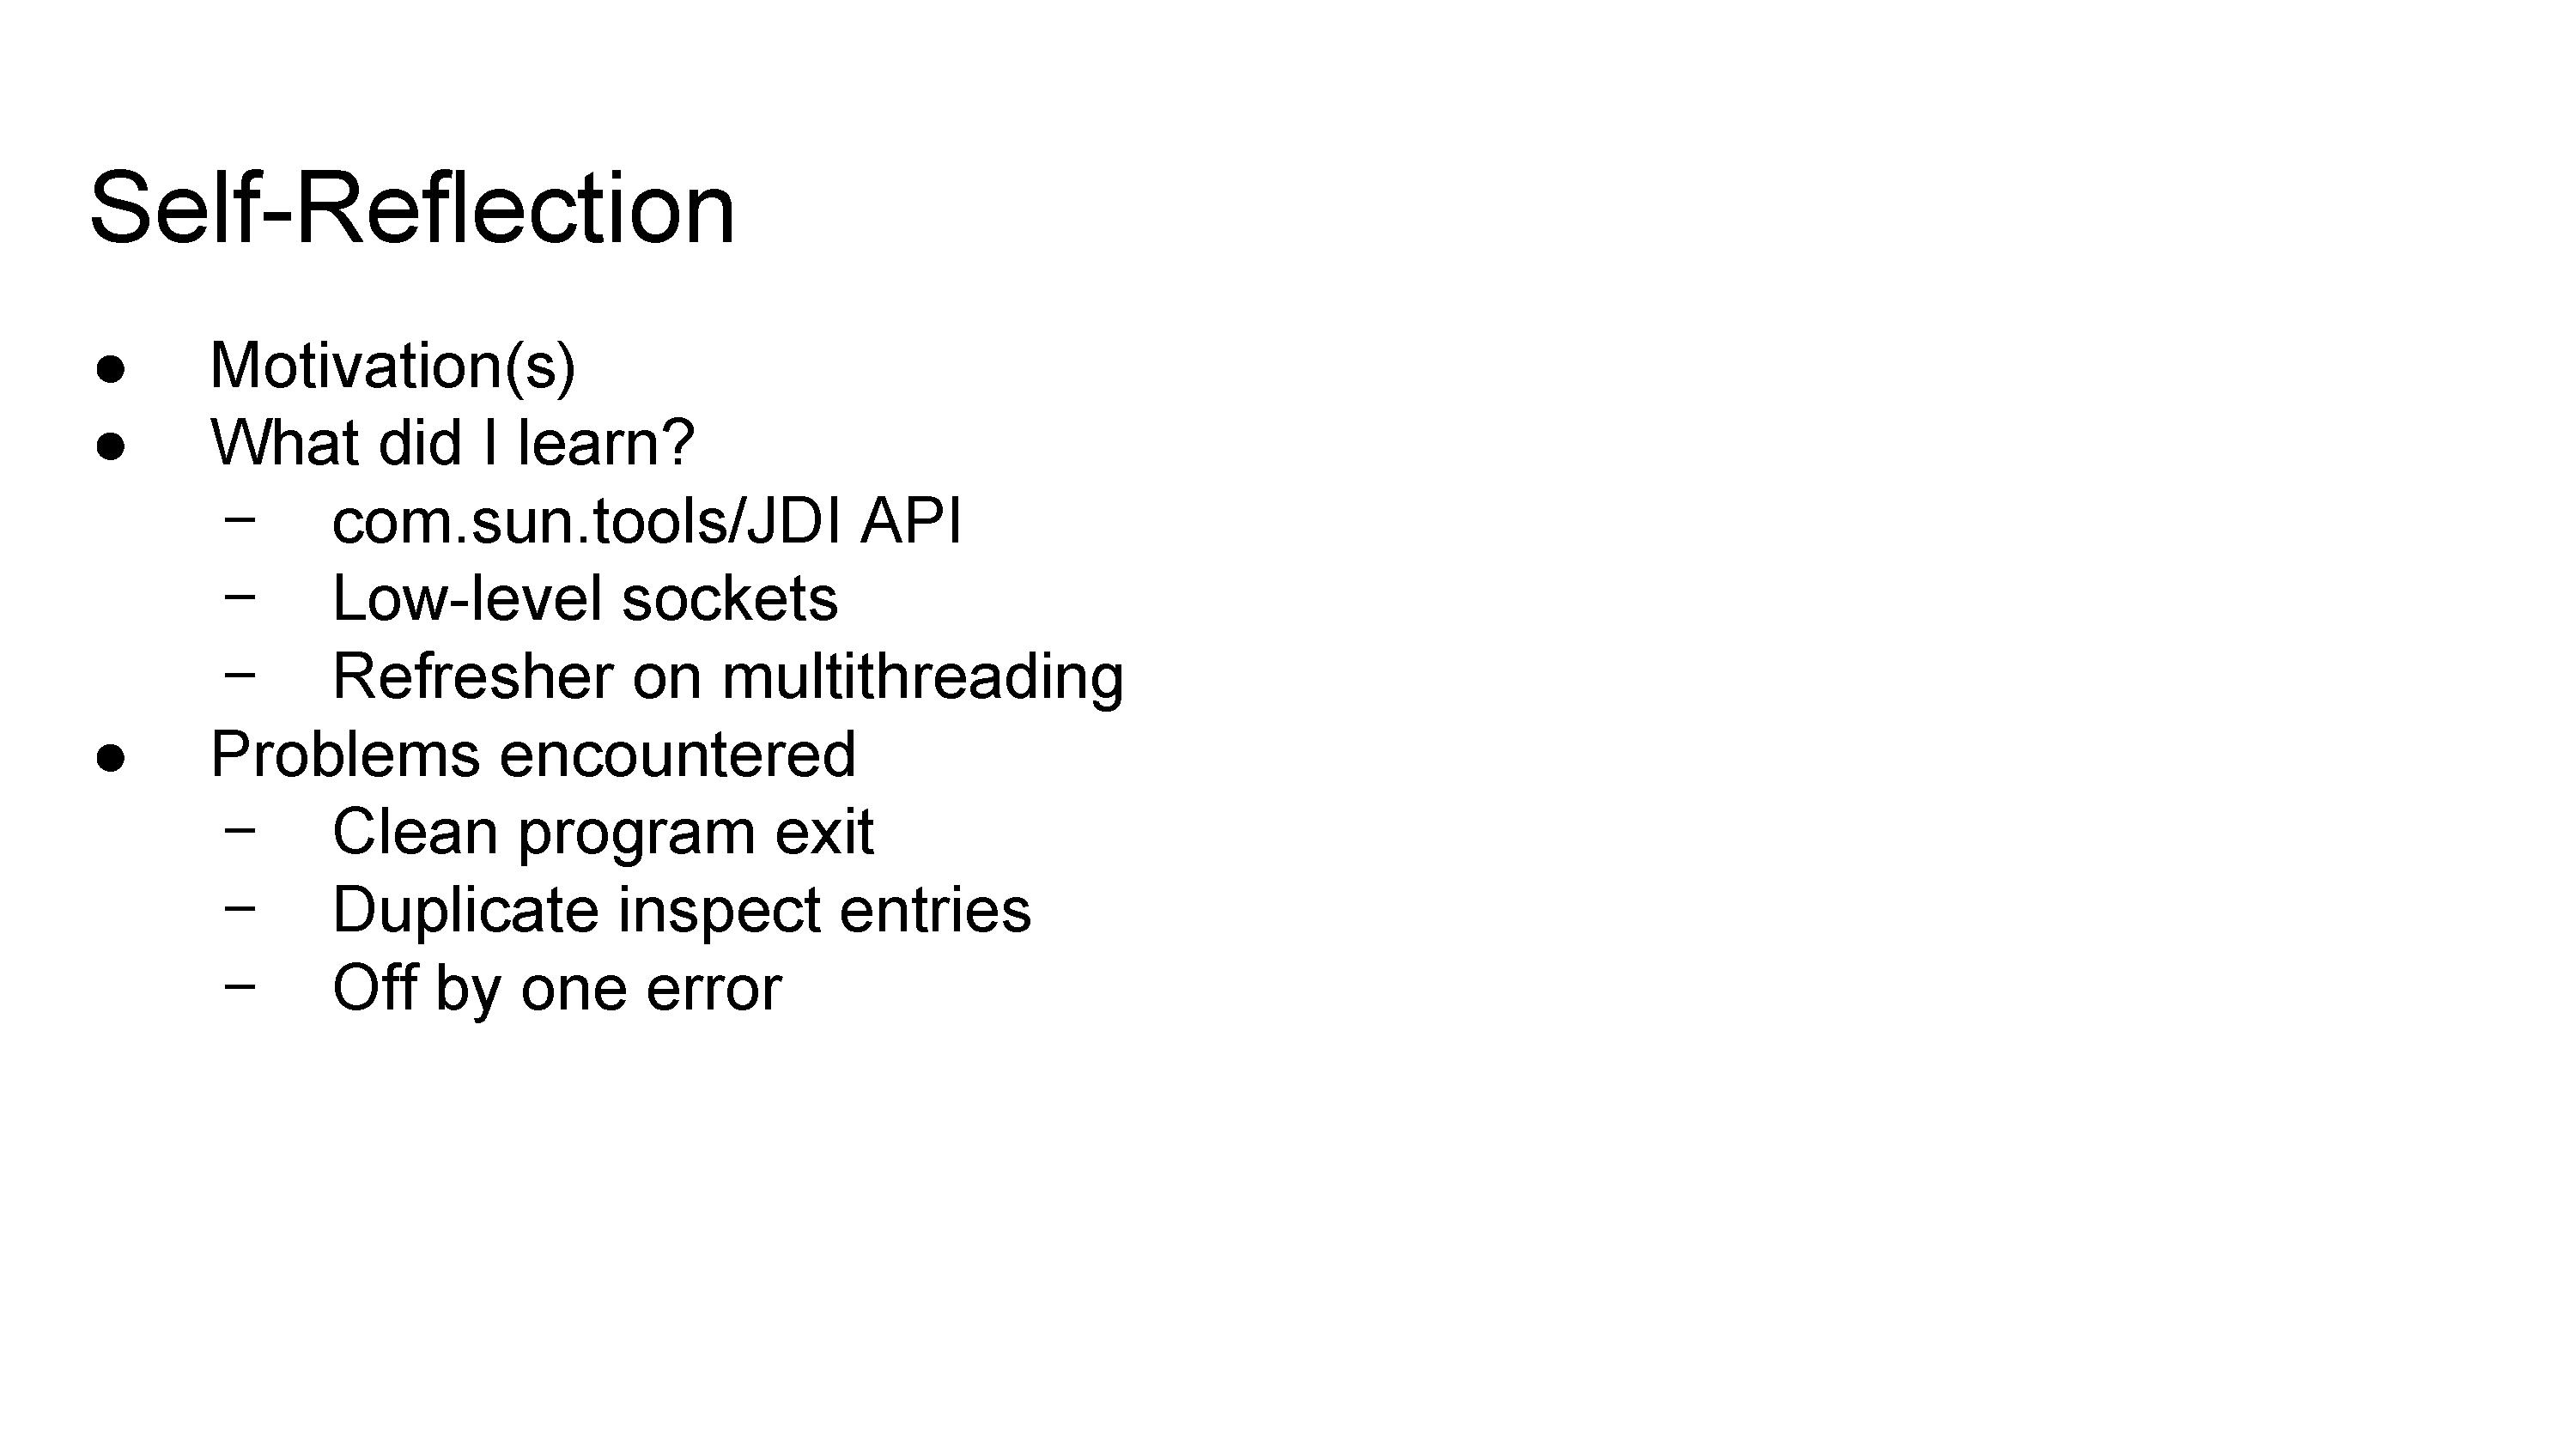 Self-Reflection
● Motivation(s)
● What did I learn?
– com.sun.tools/JDI API
– Low-level sockets
– Refresher on multithreading
● Problems encountered
– Clean program exit
– Duplicate inspect entries
– Off by one error